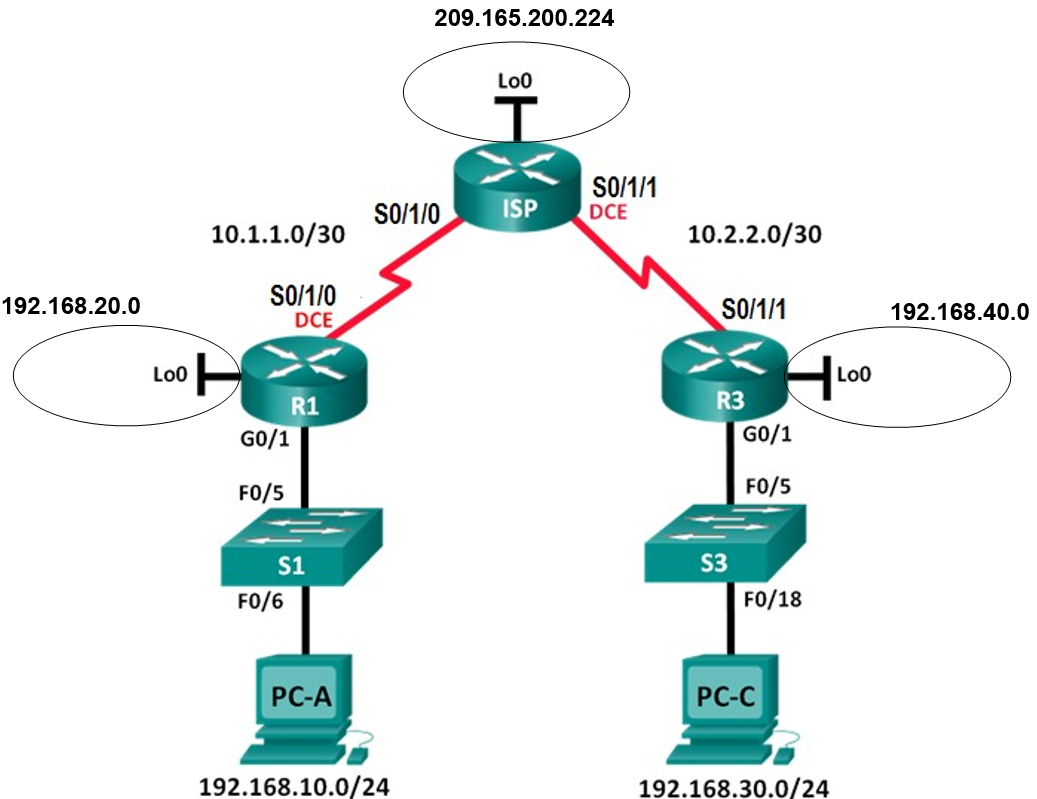 209.165.200.224
Lo0
ISP
S0/1/0
S0/1/1
DCE
10.1.1.0/30
10.2.2.0/30
S0/1/0
DCE
S0/1/1
192.168.20.0
192.168.40.0
Lo0
R1
R3
Lo0
G0/1
G0/1
F0/5
F0/5
S1
S3
F0/6
F0/18
PC-A
PC-C
192.168.10.0/24
192.168.30.0/24